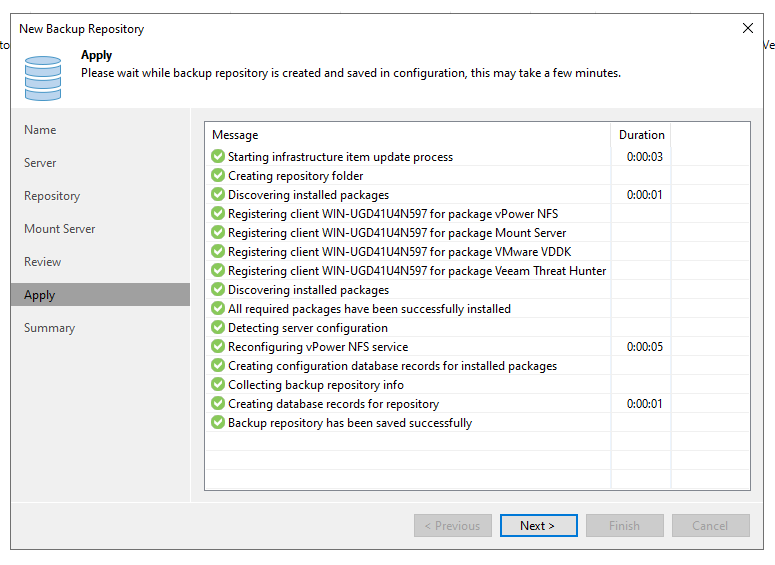 New Backup Repository
Apply
Please wait while backup repository is created and saved in configuration, this may take a few minutes.
Name
Server
Repository
Mount Server
Review
Apply
Summary
Message Duration
Starting infrastructure item update process 0:00:03
Creating repository folder
Discovering installed packages 0:00:01
Registering client WIN-UGD41U4N597 for package vPower NFS
Registering client WIN-UGD41U4N597 for package Mount Server
Registering client WIN-UGD41U4N597 for package VMware VDDK
Registering client WIN-UGD41U4N597 for package Veeam Threat Hunter
Discovering installed packages
All required packages have been successfully installed
Detecting server configuration
Reconfiguring vPower NFS service 0:00:05
Creating configuration database records for installed packages
Collecting backup repository info
Creating database records for repository 0:00:01
Backup repository has been saved successfully
< Previous Next > Finish Cancel